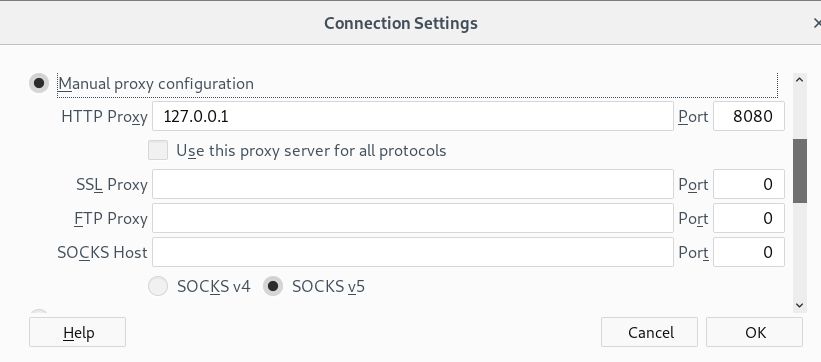 Connection Settings
Manual proxy configuration
HTTP Proxy 127.0.0.1 Port 8080
Use this proxy server for all protocols
SSL Proxy Port 0
FTP Proxy Port 0
SOCKS Host Port 0
SOCKS v4 SOCKS v5
Help Cancel OK